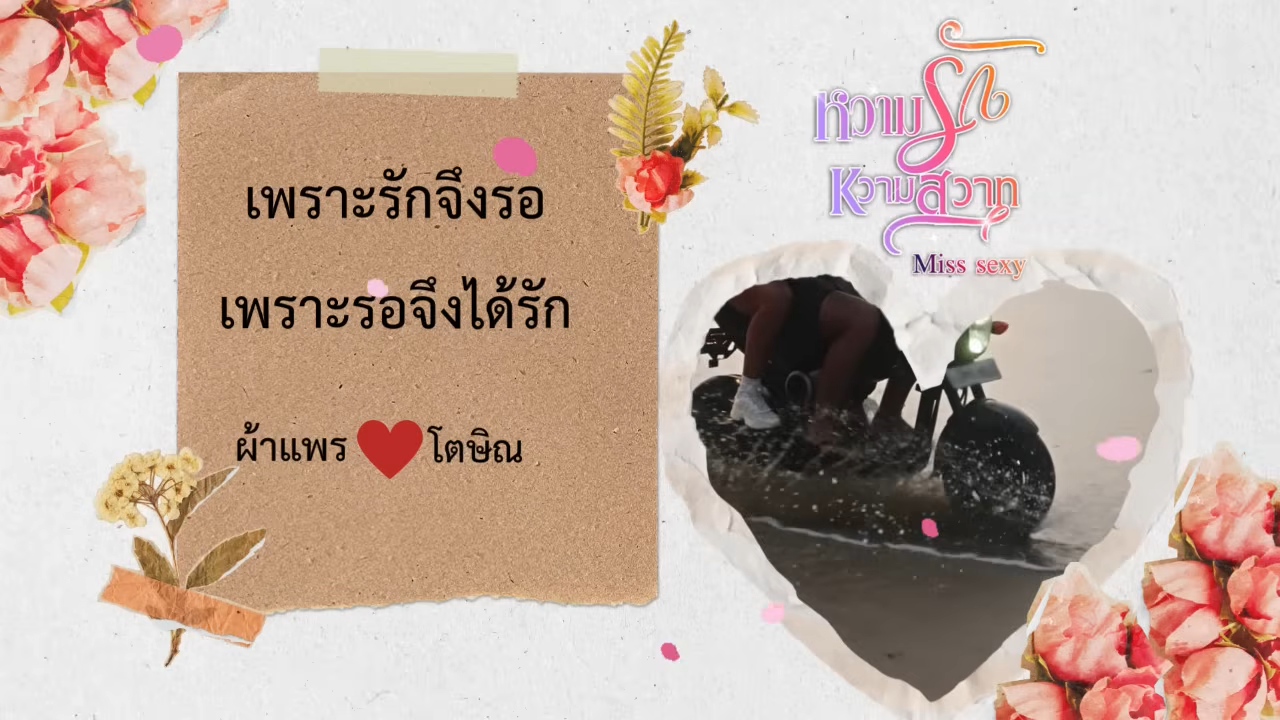 เพราะรักจึงรอ
เพราะรอจึงได้รัก
ผ้าแพร ❤ โตษิณ
หวามรัก
หวามสวาท
Miss sexy